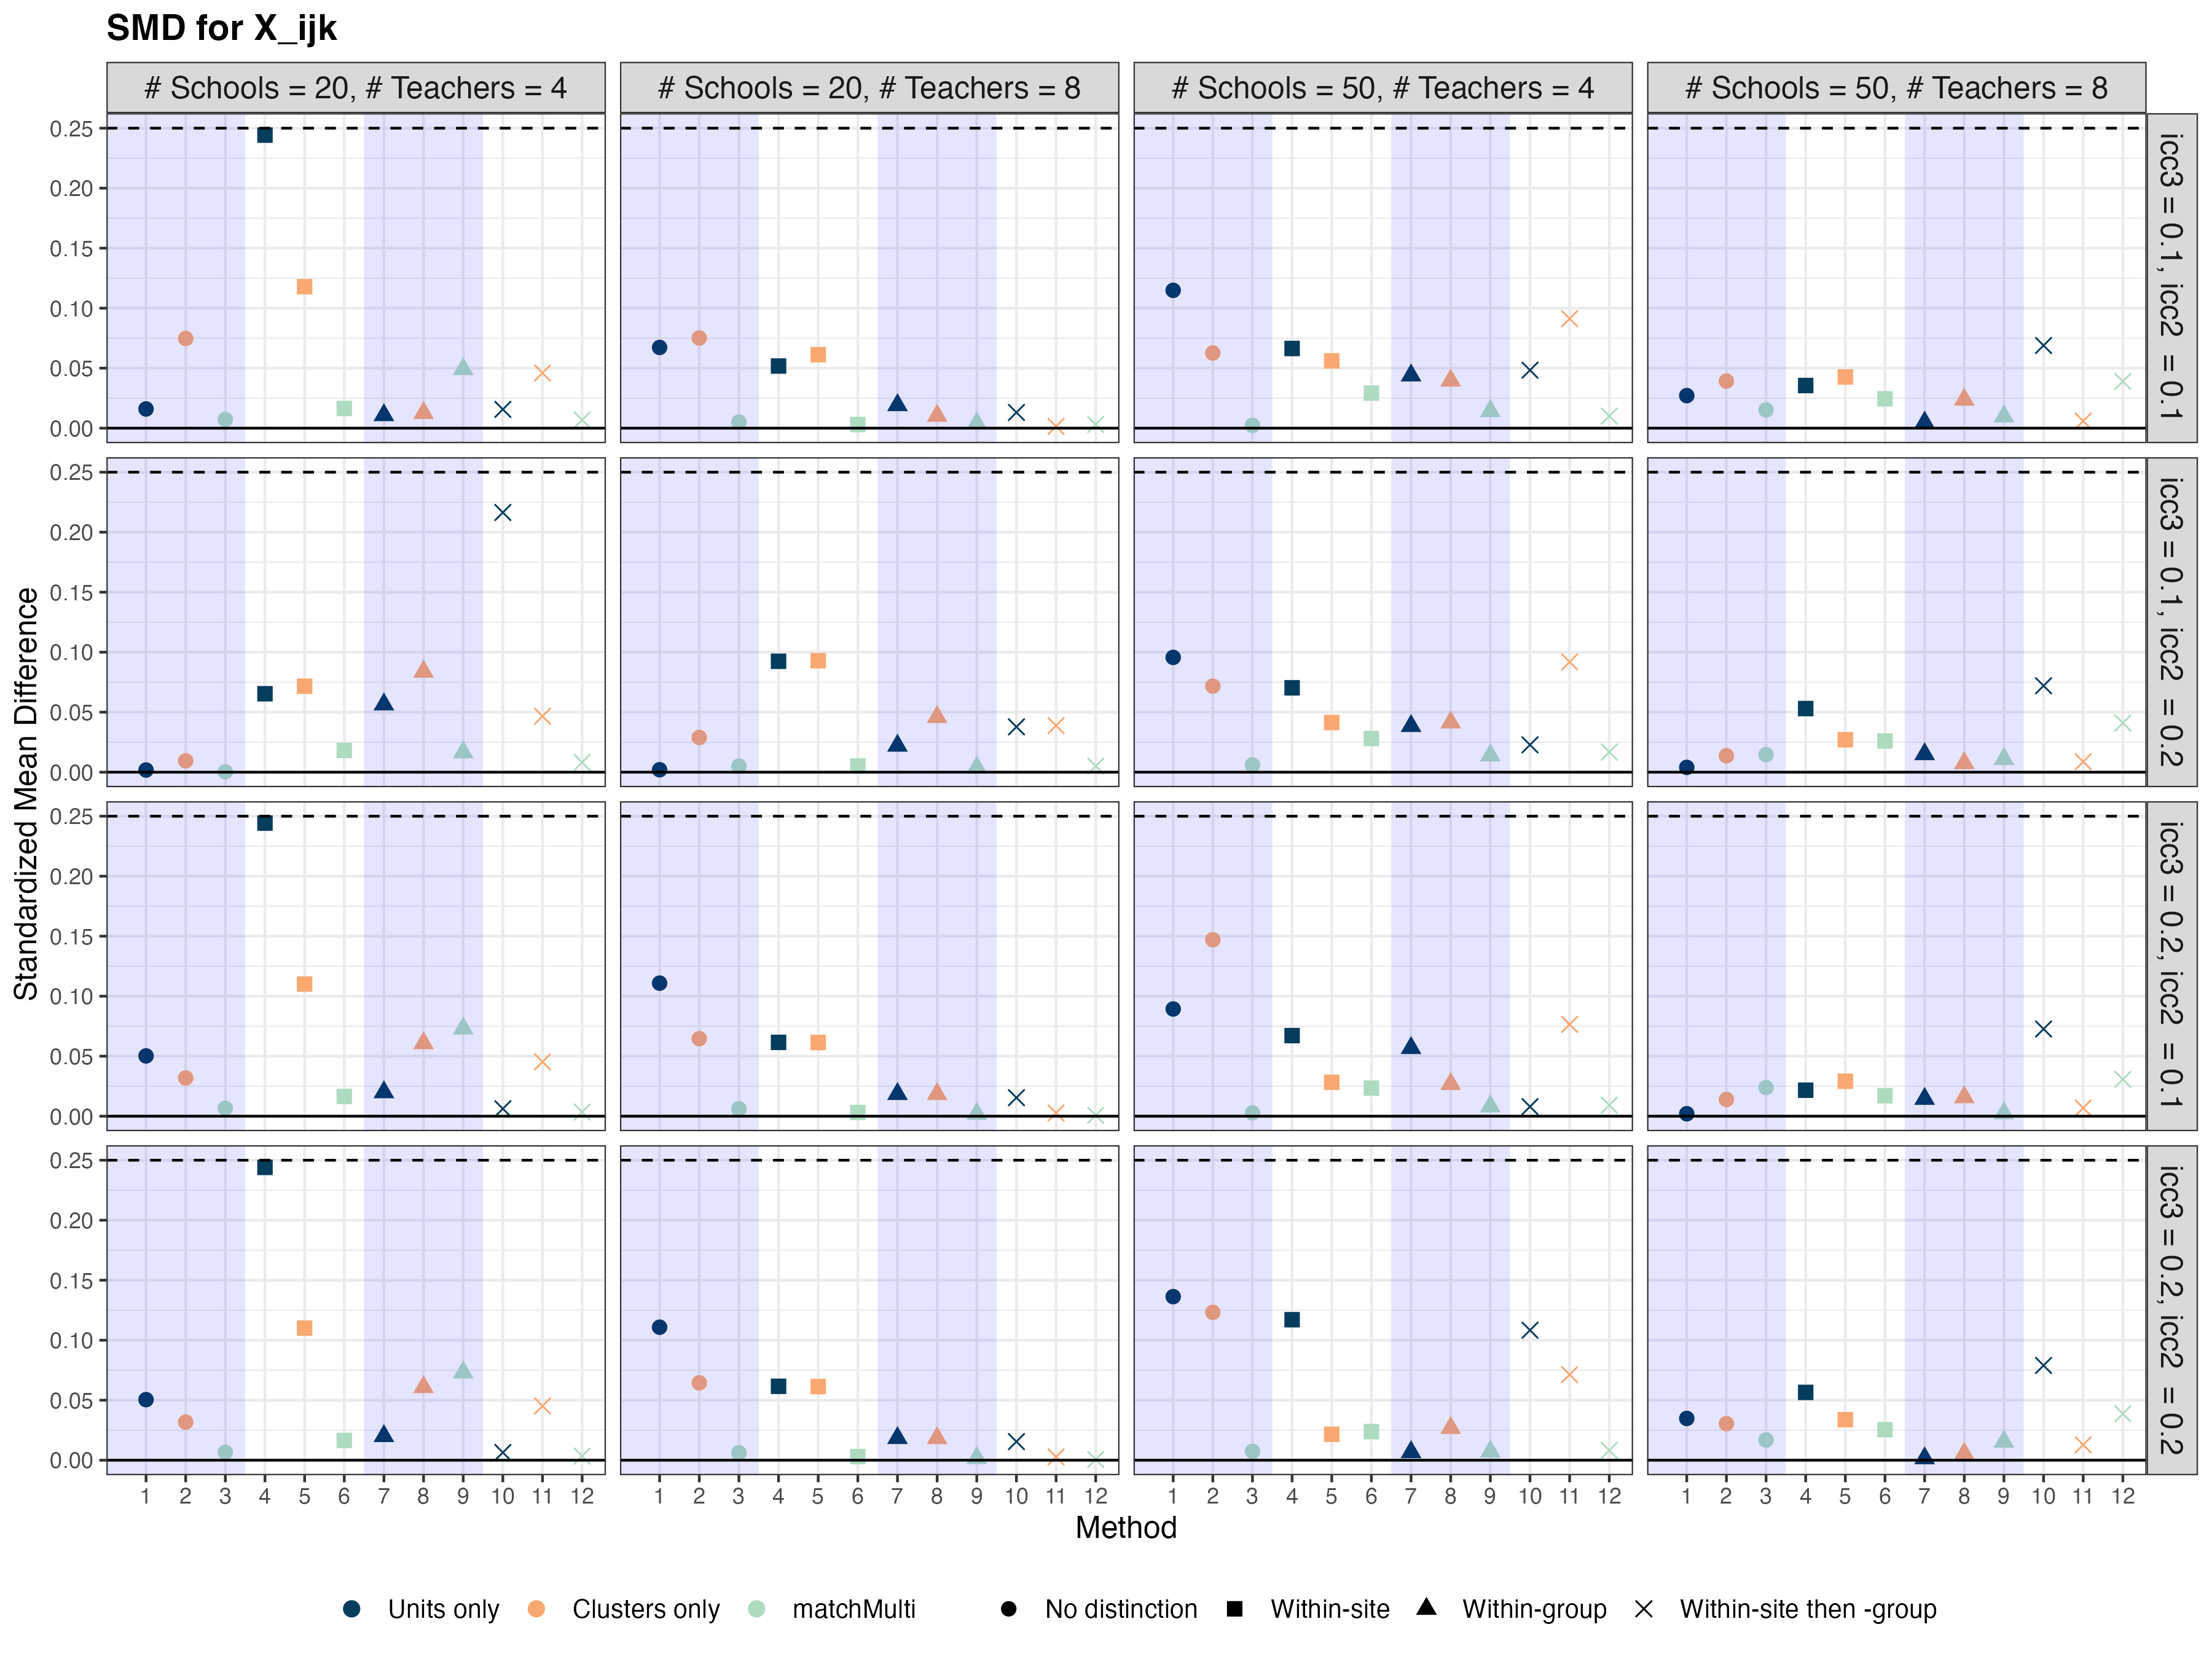 SMD for X_ijk
# Schools = 20, # Teachers = 4
# Schools = 20, # Teachers = 8
# Schools = 50, # Teachers = 4
# Schools = 50, # Teachers = 8
Standardized Mean Difference
0.25
0.20
0.15
0.10
0.05
0.00
icc3 = 0.1, icc2 = 0.1
0.25
0.20
0.15
0.10
0.05
0.00
icc3 = 0.1, icc2 = 0.2
0.25
0.20
0.15
0.10
0.05
0.00
icc3 = 0.2, icc2 = 0.1
0.25
0.20
0.15
0.10
0.05
0.00
icc3 = 0.2, icc2 = 0.2
1 2 3 4 5 6 7 8 9 10 11 12
1 2 3 4 5 6 7 8 9 10 11 12
1 2 3 4 5 6 7 8 9 10 11 12
1 2 3 4 5 6 7 8 9 10 11 12
Method
Units only Clusters only matchMulti No distinction Within-site Within-group Within-site then -group